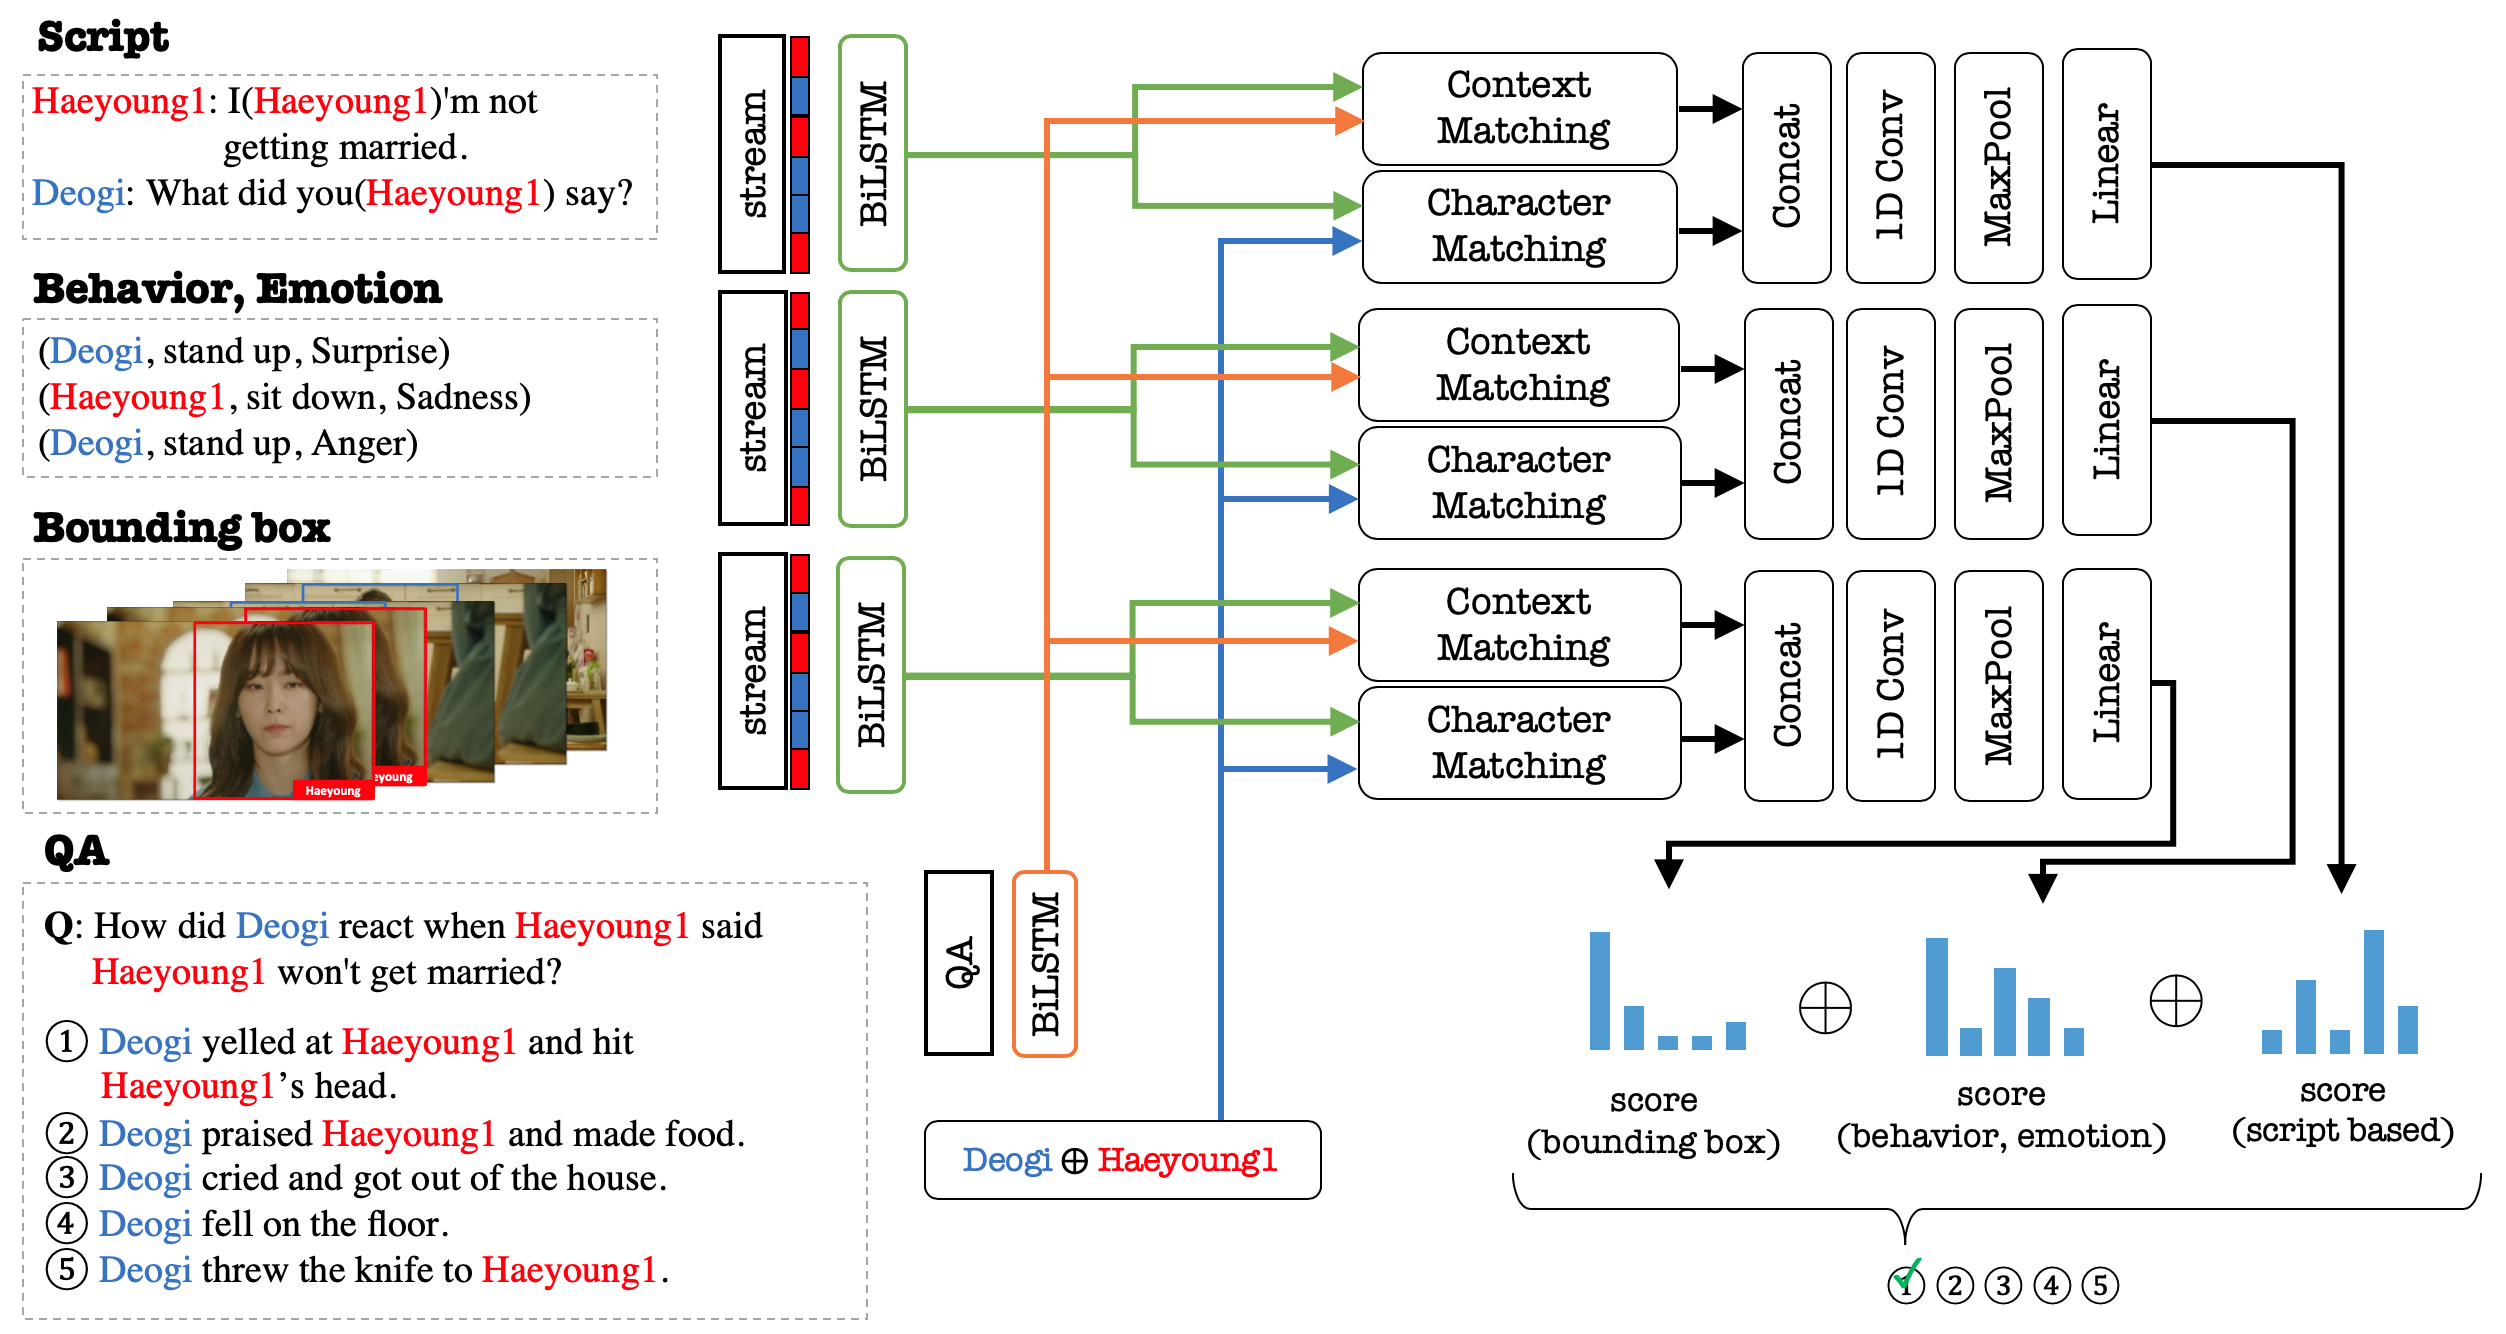 Script
Haeyoung1: I(Haeyoung1)'m not
getting married.
Deogi: What did you(Haeyoung1) say?
Behavior, Emotion
(Deogi, stand up, Surprise)
(Haeyoung1, sit down, Sadness)
(Deogi, stand up, Anger)
Bounding box
eyoung
Haeyoung
QA
Q: How did Deogi react when Haeyoung1 said
Haeyoung1 won't get married?
① Deogi yelled at Haeyoung1 and hit
Haeyoung1’s head.
② Deogi praised Haeyoung1 and made food.
③ Deogi cried and got out of the house.
④ Deogi fell on the floor.
⑤ Deogi threw the knife to Haeyoung1.
stream
BiLSTM
Context
Matching
Character
Matching
Concat
1D Conv
MaxPool
Linear
stream
BiLSTM
Context
Matching
Character
Matching
Concat
1D Conv
MaxPool
Linear
stream
BiLSTM
Context
Matching
Character
Matching
Concat
1D Conv
MaxPool
Linear
QA
BiLSTM
Deogi ⊕ Haeyoung1
score
(bounding box)
score
(behavior, emotion)
score
(script based)
① ② ③ ④ ⑤